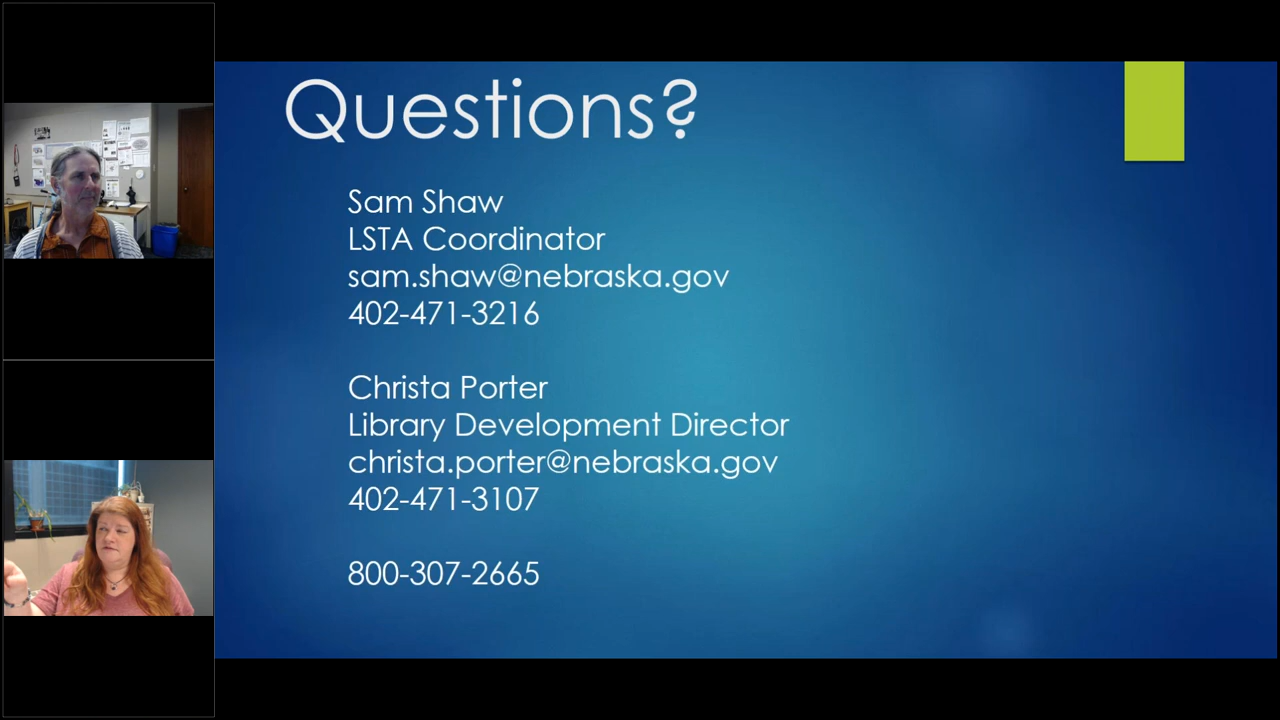 Questions?
Sam Shaw
LSTA Coordinator
sam.shaw@nebraska.gov
402-471-3216
Christa Porter
Library Development Director
christa.porter@nebraska.gov
402-471-3107
800-307-2665